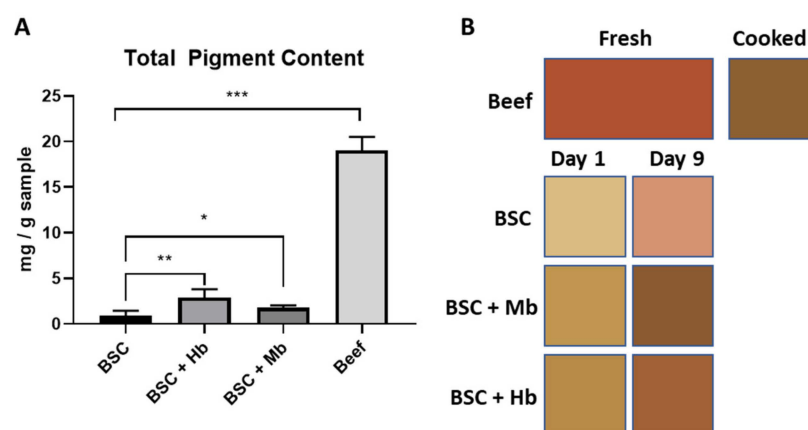 A
Total Pigment Content
mg / g sample
25
20
15
10
5
0
***
*
**
BSC
BSC + Hb
BSC + Mb
Beef
B
Fresh
Cooked
Beef
Day 1
Day 9
BSC
BSC + Mb
BSC + Hb